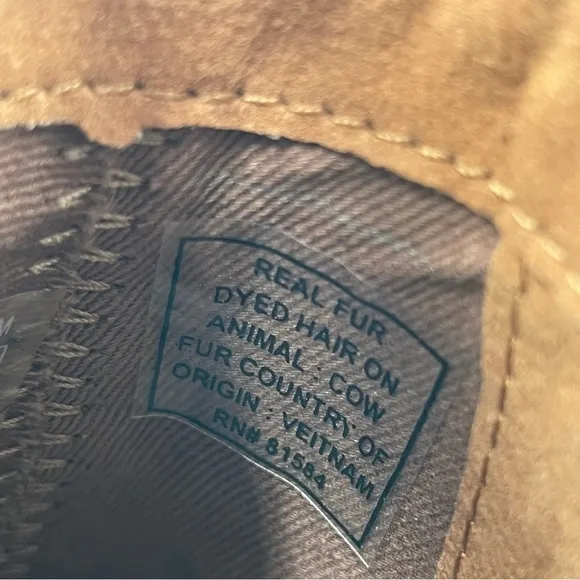 REAL FUR
DYED HAIR ON
ANIMAL : COW
FUR COUNTRY OF
ORIGIN : VEITNAM
RN# 81584
M